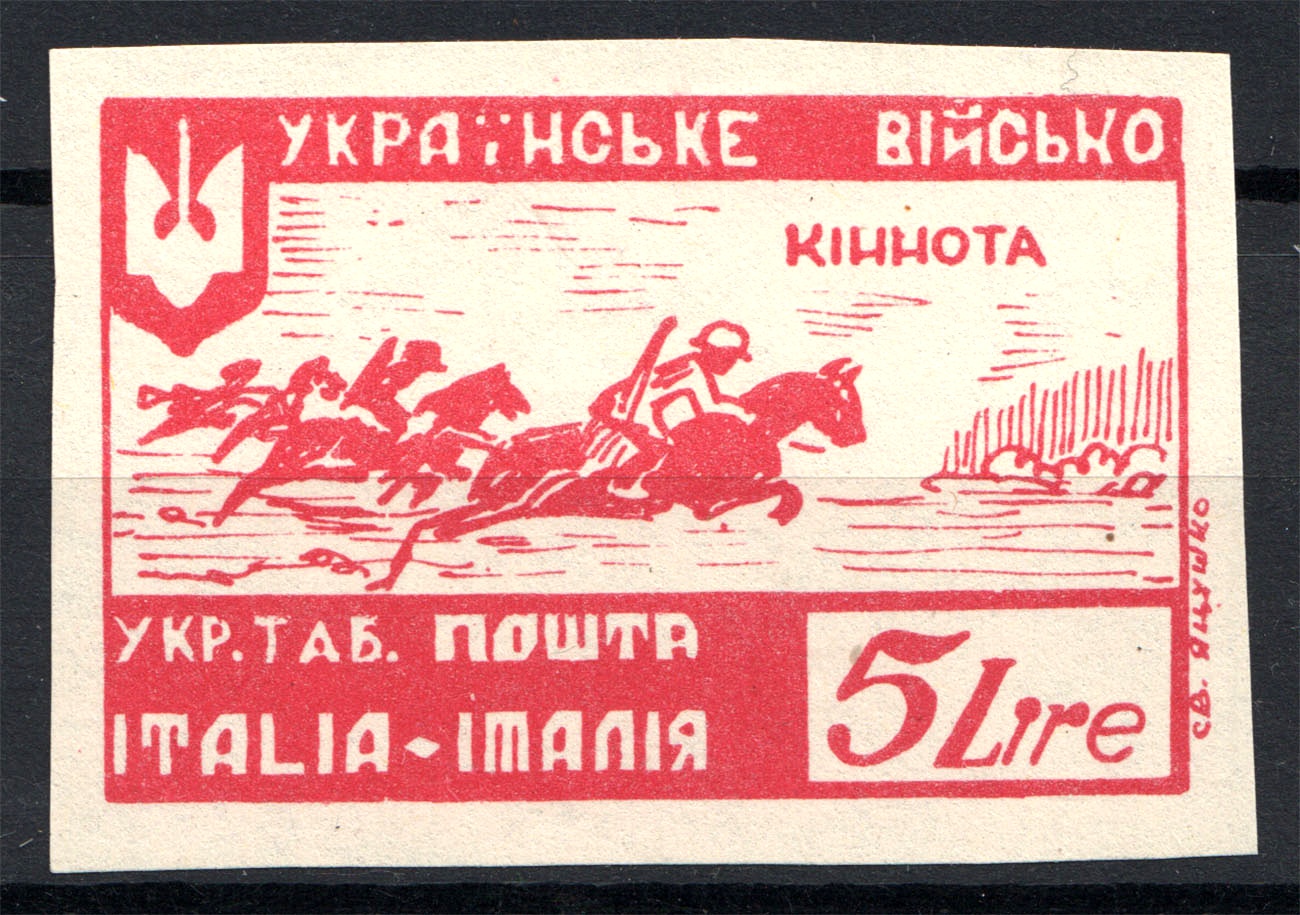 УКРАЇНСЬКЕ ВІЙСЬКО
КІННОТА
УКР. ТАБ. ПОШТА
ITALIA - ІТАЛІЯ
5 Lire
СВ. ЯЦУШКО